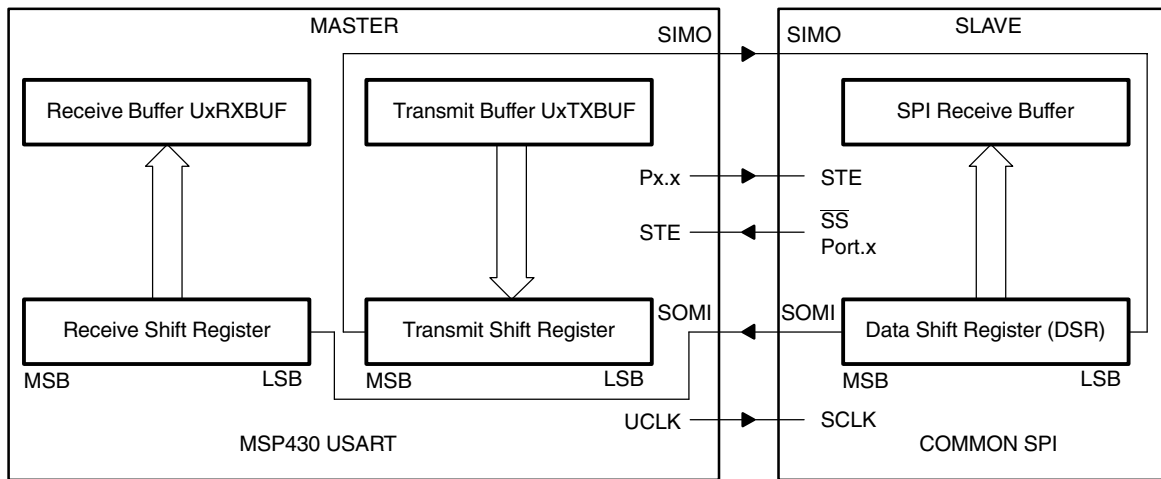 MASTER
SIMO
SIMO
SLAVE
Receive Buffer UxRXBUF
Transmit Buffer UxTXBUF
SPI Receive Buffer
Px.x
STE
STE
SS
Port.x
Receive Shift Register
Transmit Shift Register
SOMI
SOMI
Data Shift Register (DSR)
MSB
LSB
MSB
LSB
MSB
LSB
UCLK
SCLK
MSP430 USART
COMMON SPI